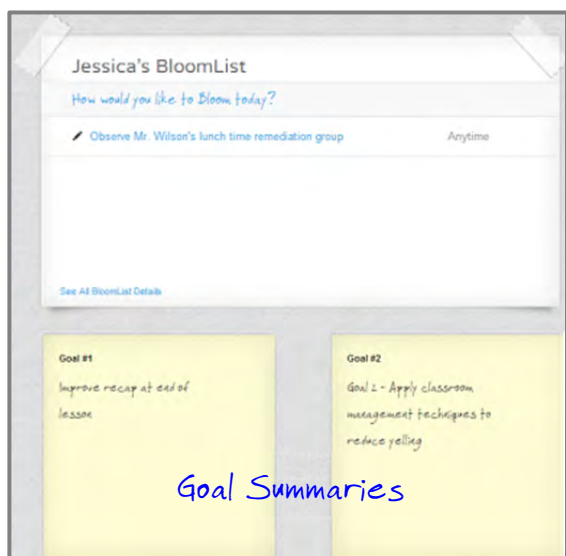 Jessica's BloomList
How would you like to Bloom today?
Observe Mr. Wilson's lunch time remediation group Anytime
See All BloomList Details
Goal #1
Improve recap at end of
lesson
Goal #2
Goal 2 - Apply classroom
management techniques to
reduce yelling
Goal Summaries